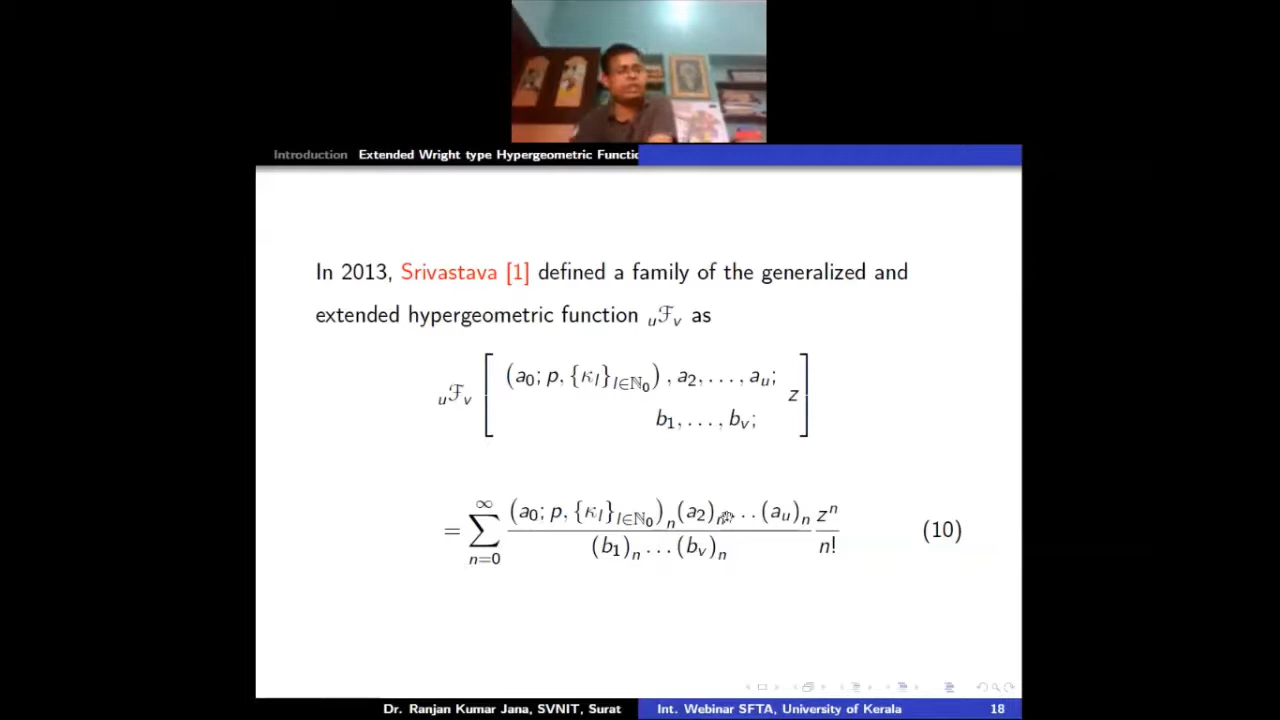 Introduction Extended Wright type Hypergeometric Functic
In 2013, Srivastava [1] defined a family of the generalized and
extended hypergeometric function ᵤℱᵥ as
ᵤℱᵥ [ (a₀; p, {κₗ}_{l∈ℕ₀}), a₂, . . . , aᵤ; z ]
b₁, . . . , bᵥ;
= ∑_{n=0}^{∞} \frac{(a₀; p, {κₗ}_{l∈ℕ₀})ₙ (a₂)ₙ . . . (aᵤ)ₙ}{(b₁)ₙ . . . (bᵥ)ₙ} \frac{zⁿ}{n!} (10)
Dr. Ranjan Kumar Jana, SVNIT, Surat Int. Webinar SFTA, University of Kerala 18